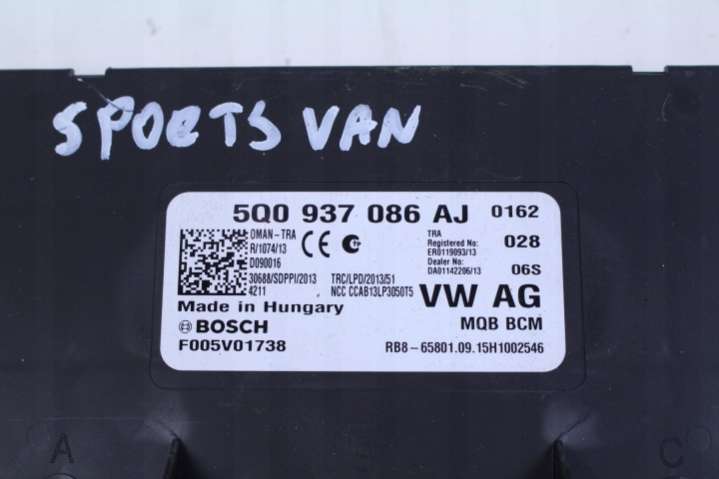 SPORTS VAN
5Q0 937 086 AJ 0162
OMAN-TRA
R/1074/13
D090016
30688/SDPPI/2013
4211
TRC/LPD/2013/51
NCC CCAB13LP3050T5
TRA
Registered No:
ER0119093/13
Dealer No:
DA01142206/13
028
06S
CE
VW AG
Made in Hungary
BOSCH
MQB BCM
F005V01738
RB8-65801.09.15H1002546
A
C